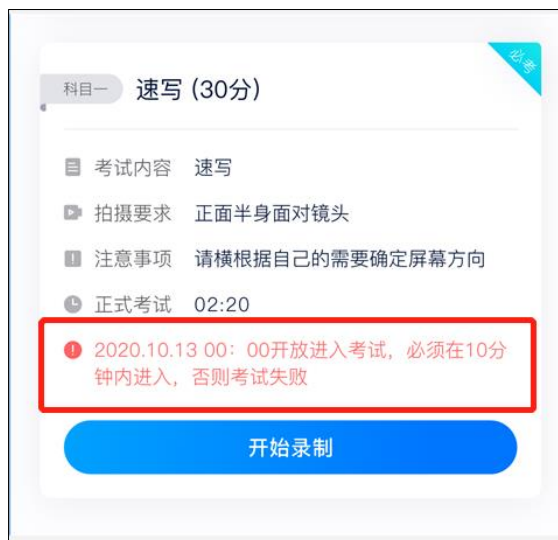 必考
科目一 速写 (30分)
考试内容 速写
拍摄要求 正面半身面对镜头
注意事项 请横根据自己的需要确定屏幕方向
正式考试 02:20
2020.10.13 00：00开放进入考试，必须在10分
钟内进入，否则考试失败
开始录制